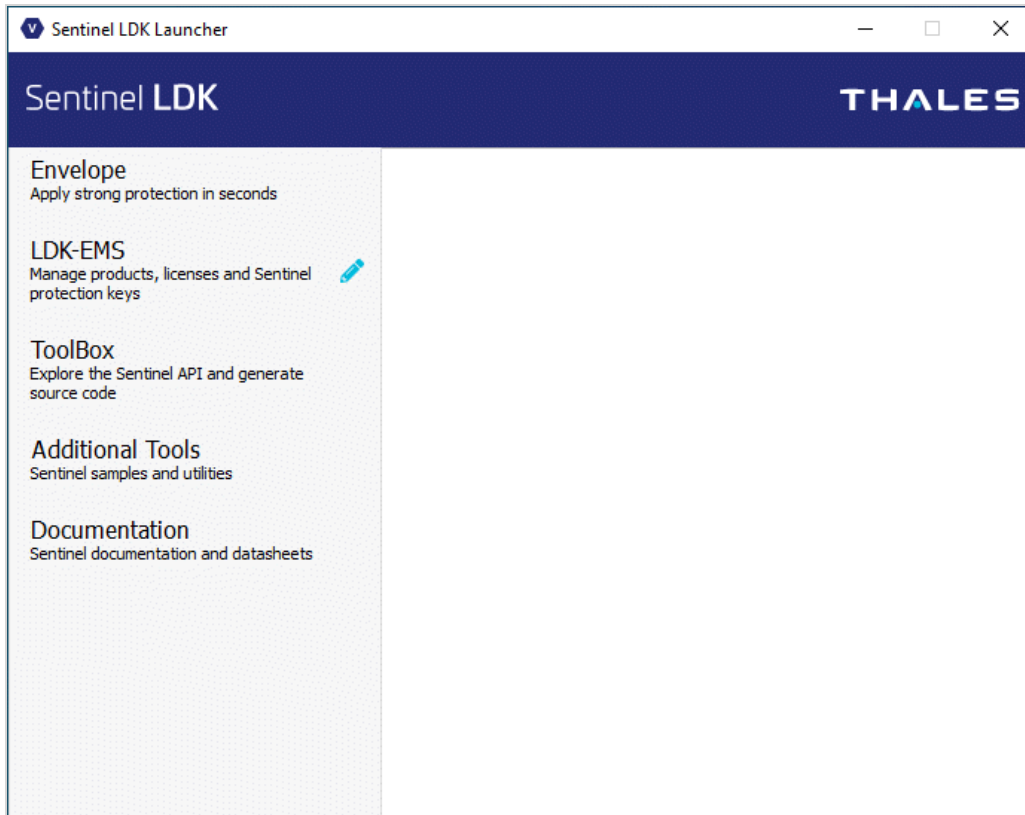 V Sentinel LDK Launcher
Sentinel LDK
THALES
Envelope
Apply strong protection in seconds
LDK-EMS
Manage products, licenses and Sentinel
protection keys
ToolBox
Explore the Sentinel API and generate
source code
Additional Tools
Sentinel samples and utilities
Documentation
Sentinel documentation and datasheets